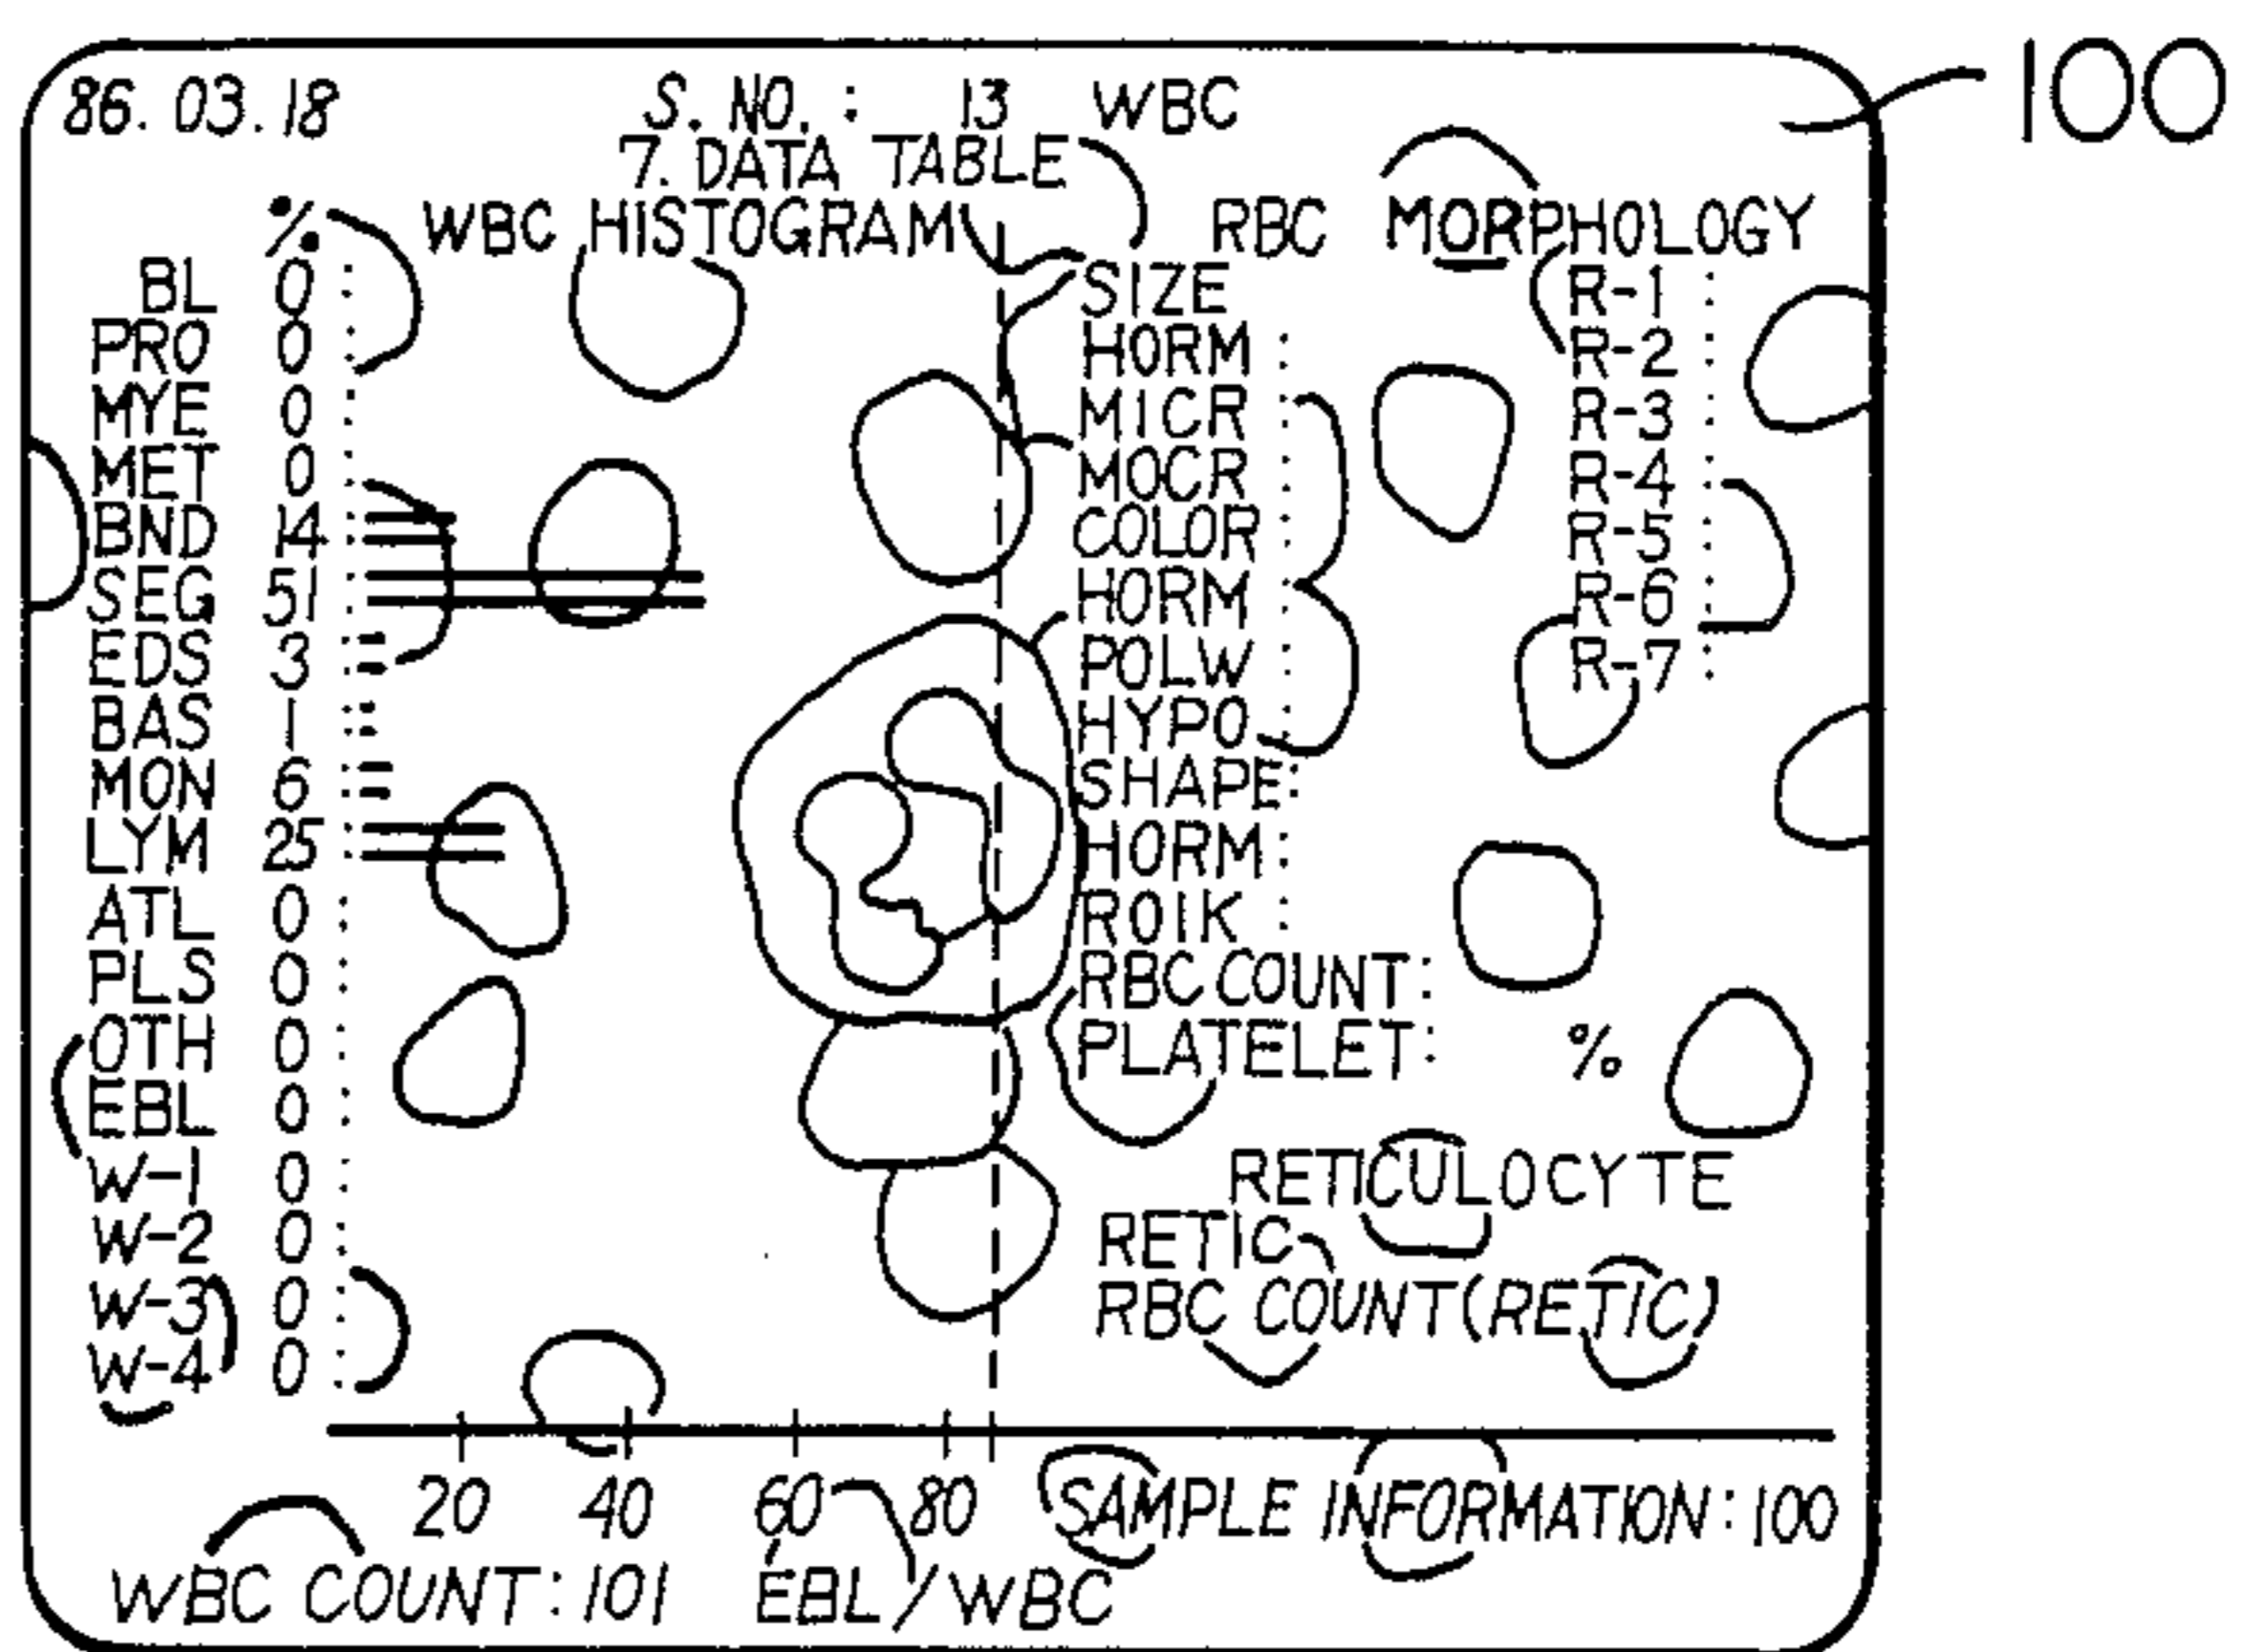 100
86.03.18 S. NO. : 13 WBC
7. DATA TABLE
% WBC HISTOGRAM RBC MORPHOLOGY
BL 0 : SIZE R-1 :
PRO 0 : HORM : R-2 :
MYE 0 : MICR : R-3 :
MET 0 : MOCR : R-4 :
BND 14 : COLOR : R-5 :
SEG 51 : HORM : R-6 :
EDS 3 : POLW : R-7 :
BAS 1 : HYPO :
MON 6 : SHAPE:
LYM 25 : HORM:
ATL 0 : ROIK :
PLS 0 : RBC COUNT:
OTH 0 : PLATELET: %
EBL 0 :
W-1 0 : RETICULOCYTE
W-2 0 : RETIC
W-3 0 : RBC COUNT(RETIC)
W-4 0 :
20 40 60 80 SAMPLE INFORMATION:100
WBC COUNT:101 EBL/WBC